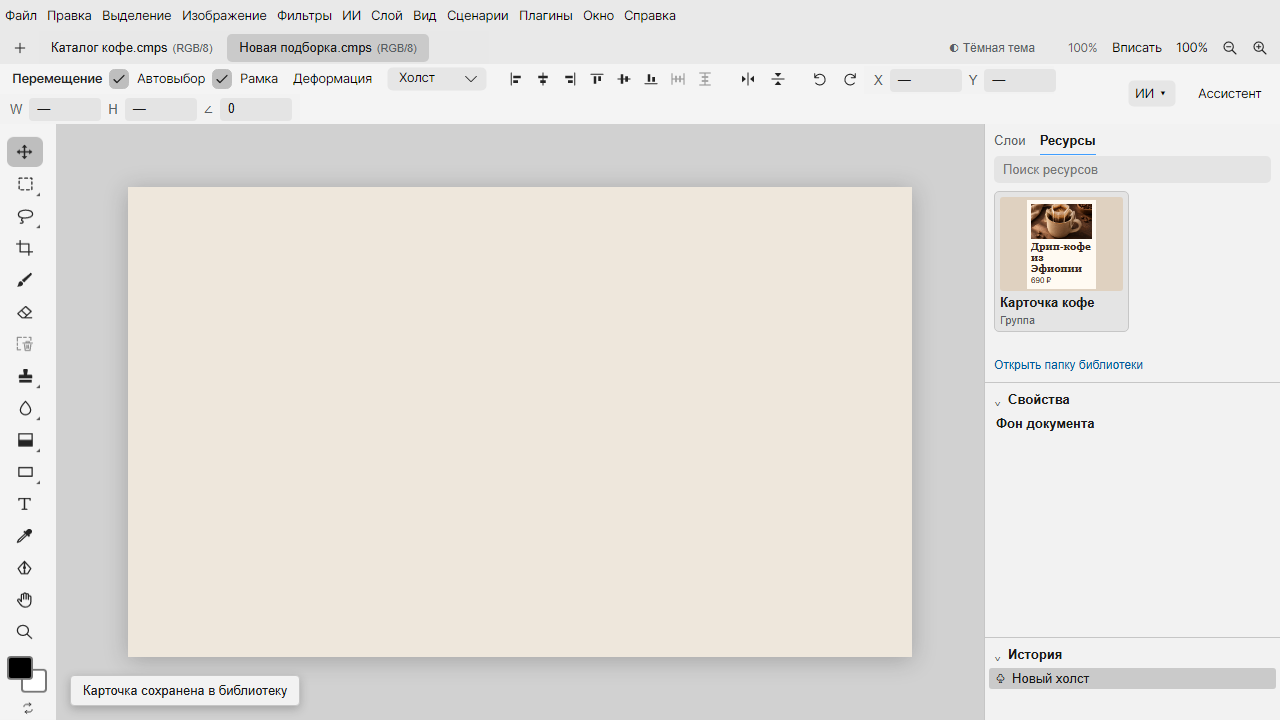 Файл Правка Выделение Изображение Фильтры ИИ Слой Вид Сценарии Плагины Окно Справка
Каталог кофе.cmps (RGB/8) Новая подборка.cmps (RGB/8) Тёмная тема 100% Вписать 100%
Перемещение Автовыбор Рамка Деформация Холст X — Y —
W — H — ∠ 0
ИИ ▾ Ассистент
Слои Ресурсы
Поиск ресурсов
Дрип-кофе
из
Эфиопии
690 ₽
Карточка кофе
Группа
Открыть папку библиотеки
Свойства
Фон документа
История
Новый холст
Карточка сохранена в библиотеку